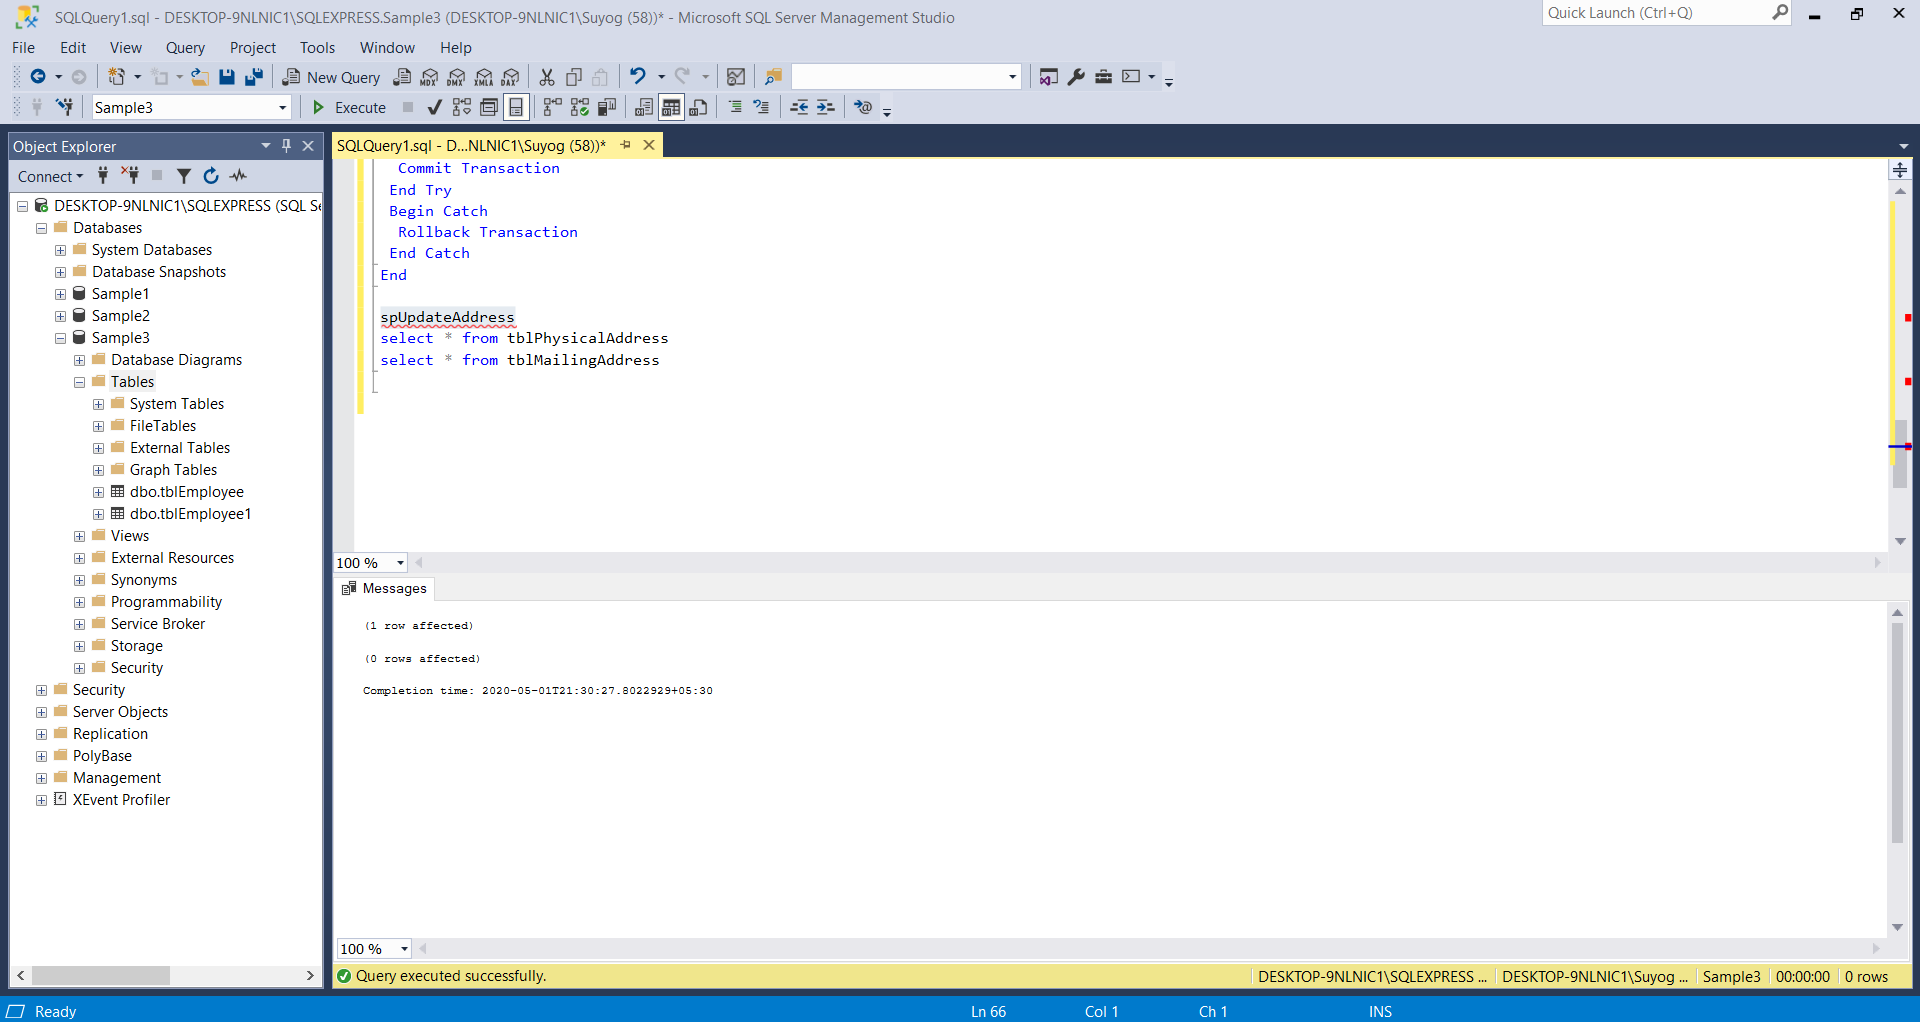 SQLQuery1.sql - DESKTOP-9NLNIC1\SQLEXPRESS.Sample3 (DESKTOP-9NLNIC1\Suyog (58))* - Microsoft SQL Server Management Studio
Quick Launch (Ctrl+Q)
File Edit View Query Project Tools Window Help
New Query MDX DMX XMLA DAX
Sample3 Execute
Object Explorer
Connect
DESKTOP-9NLNIC1\SQLEXPRESS (SQL Se
Databases
System Databases
Database Snapshots
Sample1
Sample2
Sample3
Database Diagrams
Tables
System Tables
FileTables
External Tables
Graph Tables
dbo.tblEmployee
dbo.tblEmployee1
Views
External Resources
Synonyms
Programmability
Service Broker
Storage
Security
Security
Server Objects
Replication
PolyBase
Management
XEvent Profiler
SQLQuery1.sql - D...NLNIC1\Suyog (58))*
Commit Transaction
End Try
Begin Catch
Rollback Transaction
End Catch
End
spUpdateAddress
select * from tblPhysicalAddress
select * from tblMailingAddress
100 %
Messages
(1 row affected)
(0 rows affected)
Completion time: 2020-05-01T21:30:27.8022929+05:30
100 %
Query executed successfully.
DESKTOP-9NLNIC1\SQLEXPRESS ... DESKTOP-9NLNIC1\Suyog ... Sample3 00:00:00 0 rows
Ready Ln 66 Col 1 Ch 1 INS